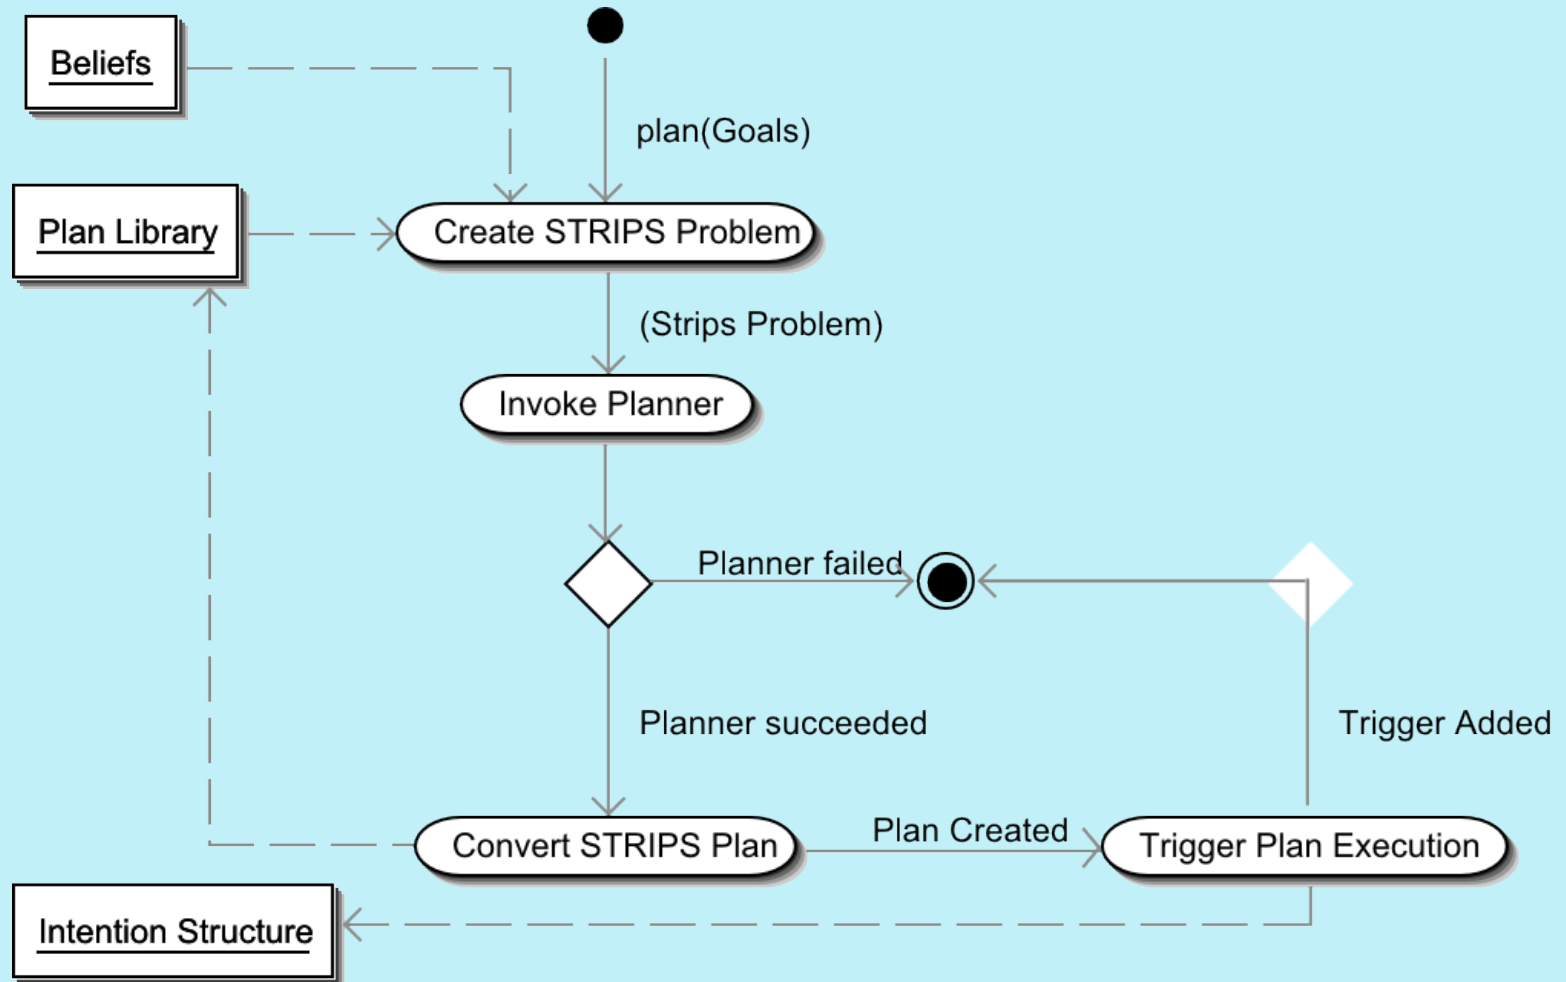 Beliefs
plan(Goals)
Plan Library
Create STRIPS Problem
(Strips Problem)
Invoke Planner
Planner failed
Planner succeeded
Trigger Added
Convert STRIPS Plan
Plan Created
Trigger Plan Execution
Intention Structure